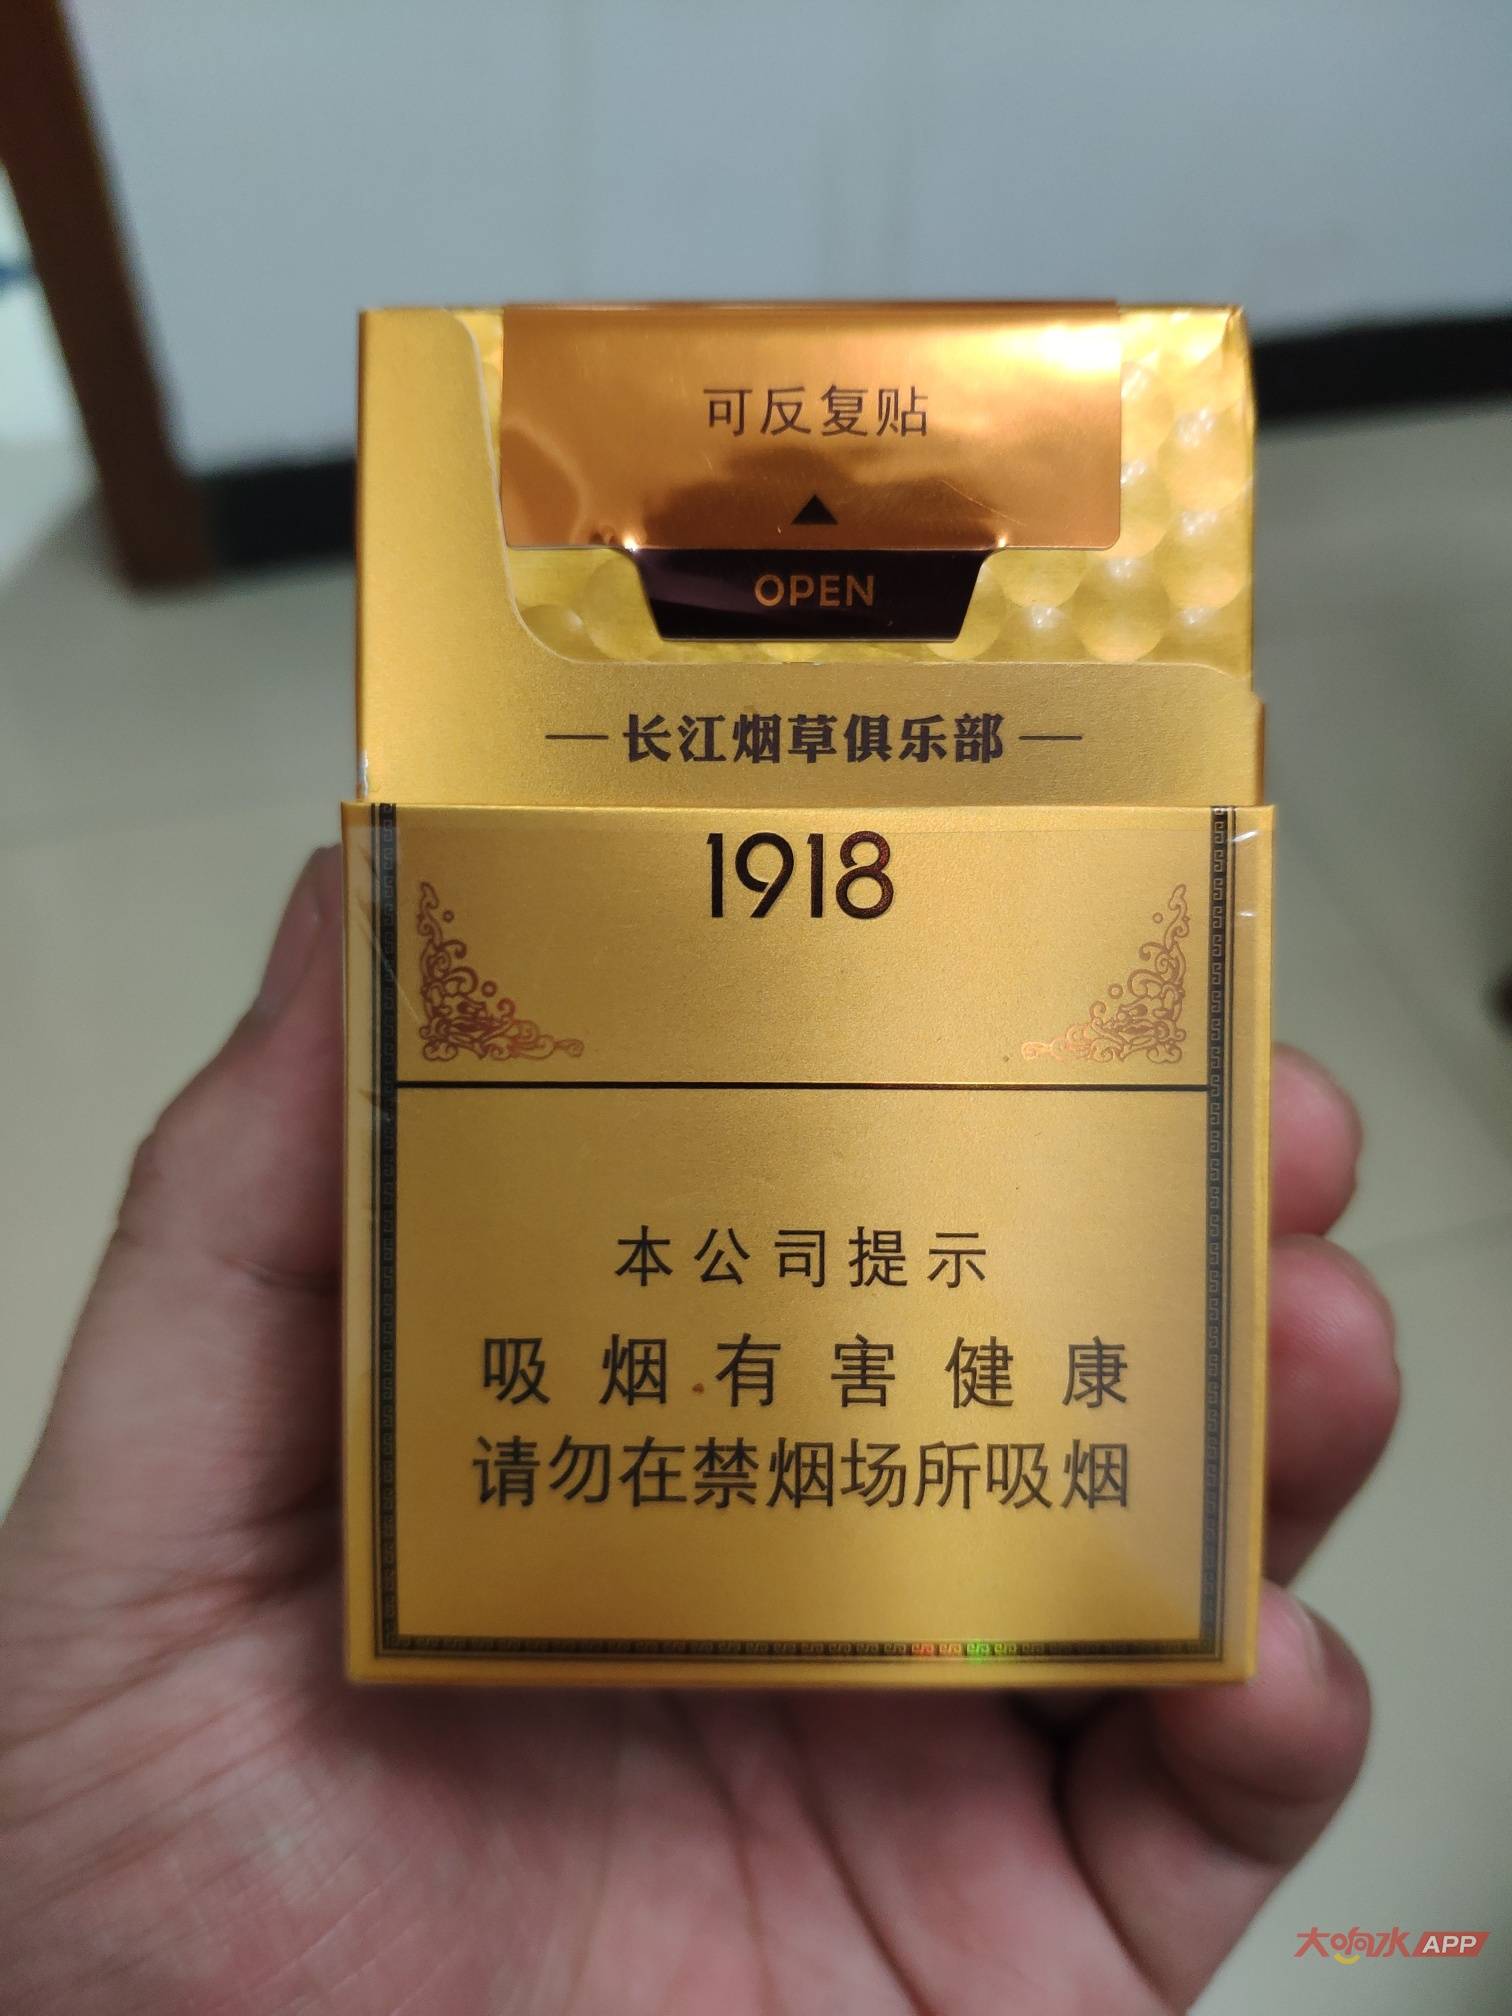 可反复贴
OPEN
长江烟草俱乐部
1918
本公司提示
吸烟有害健康
请勿在禁烟场所吸烟
大响水APP